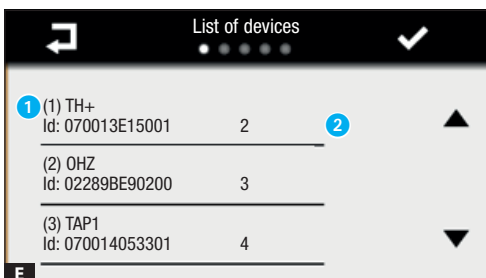 List of devices
1 (1) TH+
Id: 070013E15001 2 2
(2) OHZ
Id: 02289BE90200 3
(3) TAP1
Id: 070014053301 4
E